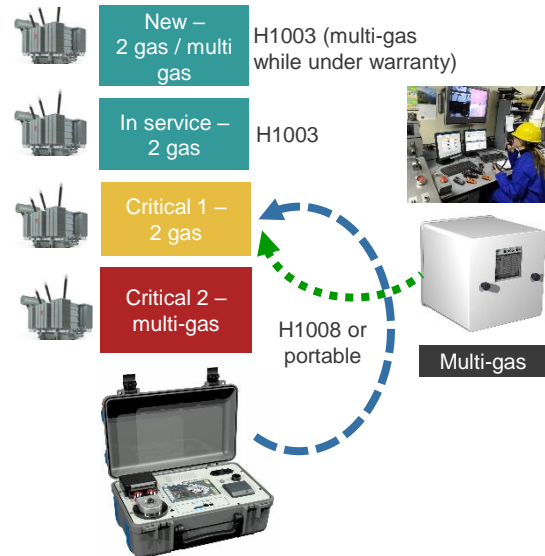 New –
2 gas / multi
gas
H1003 (multi-gas
while under warranty)
In service –
2 gas
H1003
Critical 1 –
2 gas
Critical 2 –
multi-gas
H1008 or
portable
Multi-gas